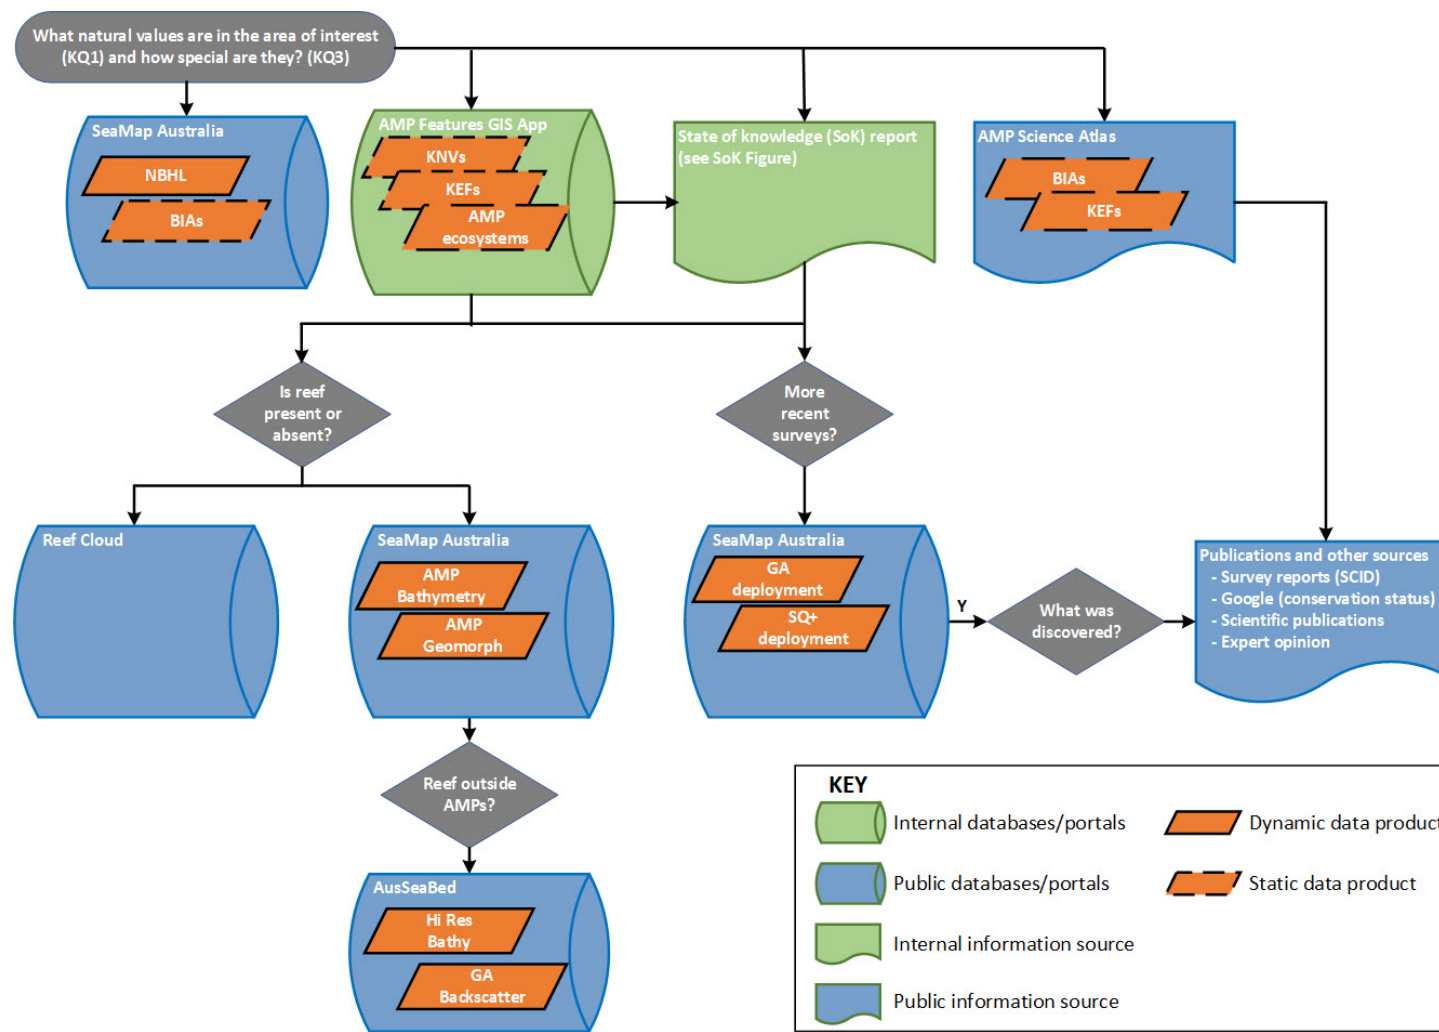 What natural values are in the area of interest
(KQ1) and how special are they? (KQ3)
SeaMap Australia
NBHL
BIAs
AMP Features GIS App
KNVs
KEFs
AMP
ecosystems
State of knowledge (SoK) report
(see SoK Figure)
AMP Science Atlas
BIAs
KEFs
Is reef
present or
absent?
More
recent
surveys?
Reef Cloud
SeaMap Australia
AMP
Bathymetry
AMP
Geomorph
SeaMap Australia
GA
deployment
SQ+
deployment
Y
What was
discovered?
Publications and other sources
- Survey reports (SCID)
- Google (conservation status)
- Scientific publications
- Expert opinion
Reef outside
AMPs?
AusSeaBed
Hi Res
Bathy
GA
Backscatter
KEY
Internal databases/portals
Dynamic data product
Public databases/portals
Static data product
Internal information source
Public information source